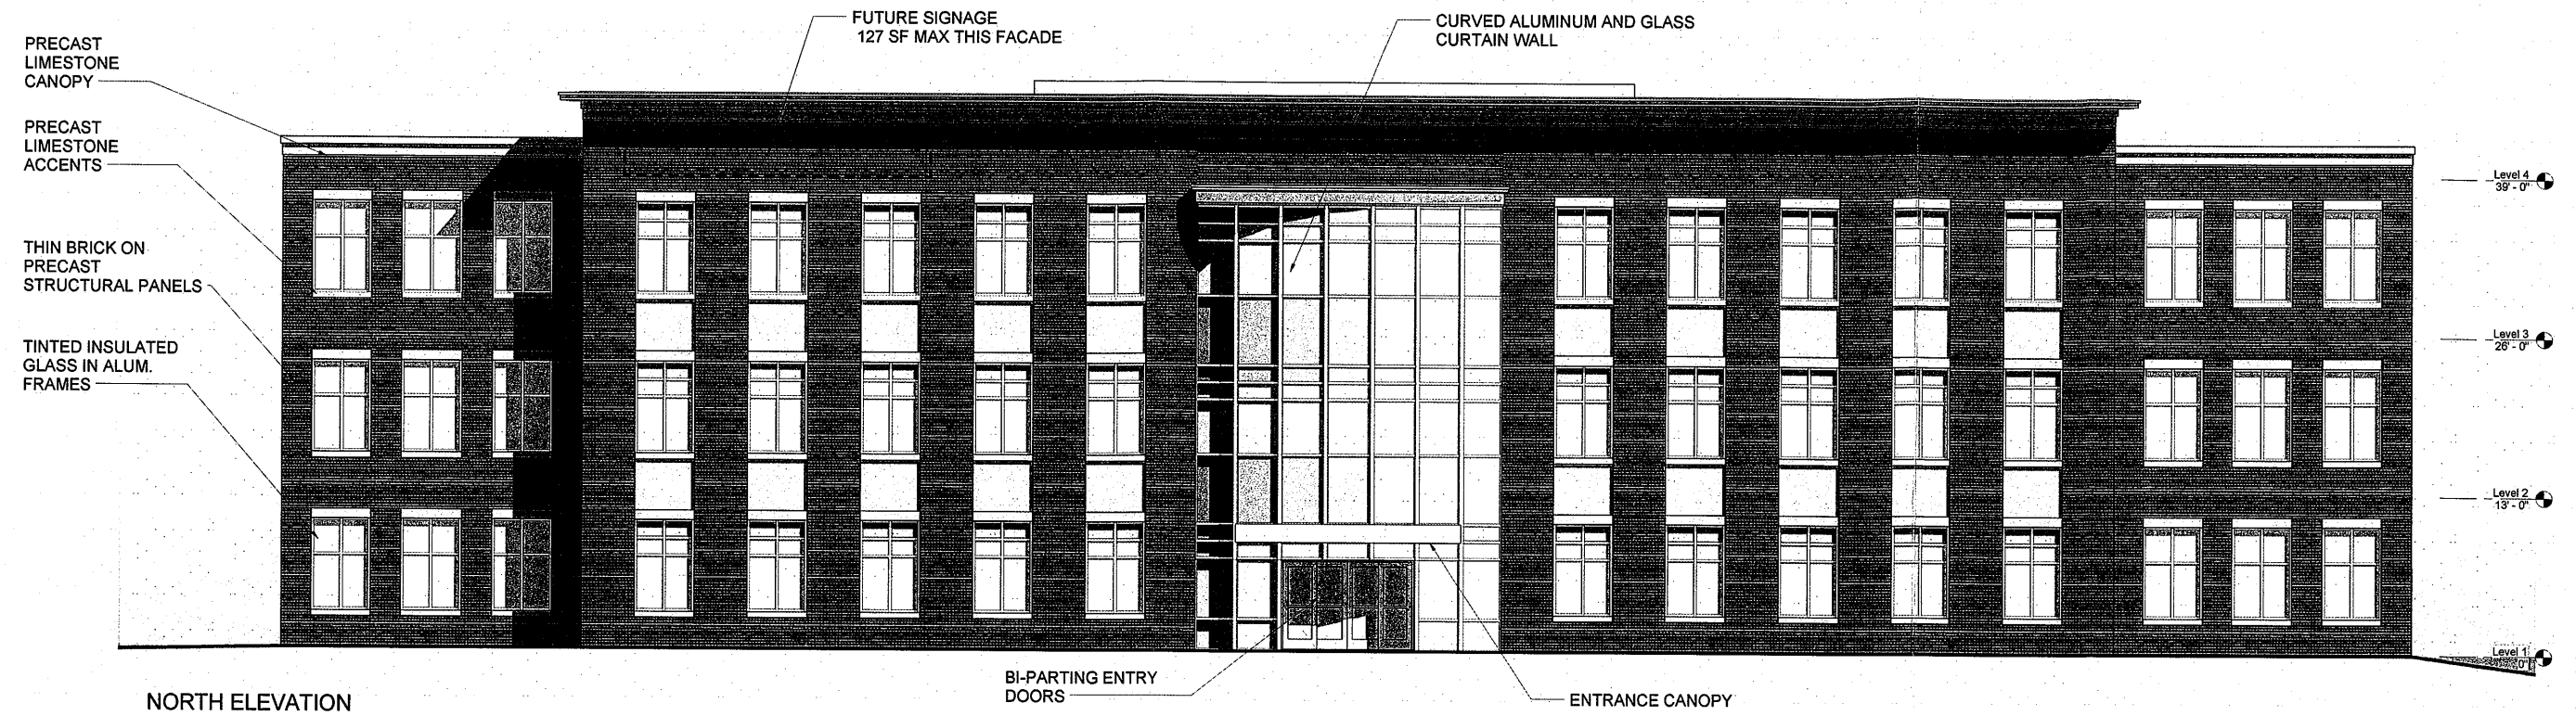 FUTURE SIGNAGE
127 SF MAX THIS FACADE
CURVED ALUMINUM AND GLASS
CURTAIN WALL
PRECAST
LIMESTONE
CANOPY
PRECAST
LIMESTONE
ACCENTS
THIN BRICK ON
PRECAST
STRUCTURAL PANELS
TINTED INSULATED
GLASS IN ALUM.
FRAMES
Level 4
39' - 0"
Level 3
26' - 0"
Level 2
13' - 0"
Level 1
BI-PARTING ENTRY
DOORS
ENTRANCE CANOPY
NORTH ELEVATION